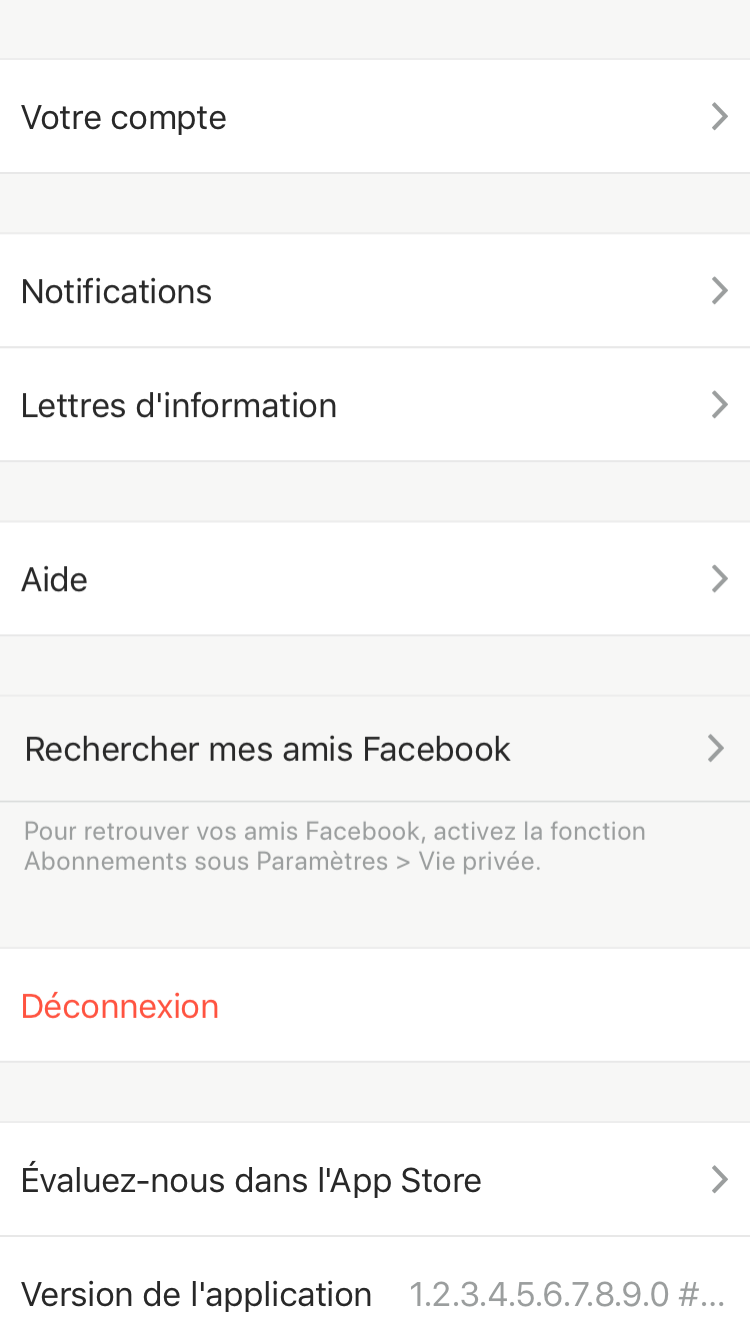 Votre compte
Notifications
Lettres d'information
Aide
Rechercher mes amis Facebook
Pour retrouver vos amis Facebook, activez la fonction
Abonnements sous Paramètres > Vie privée.
Déconnexion
Évaluez-nous dans l'App Store
Version de l'application 1.2.3.4.5.6.7.8.9.0 #...